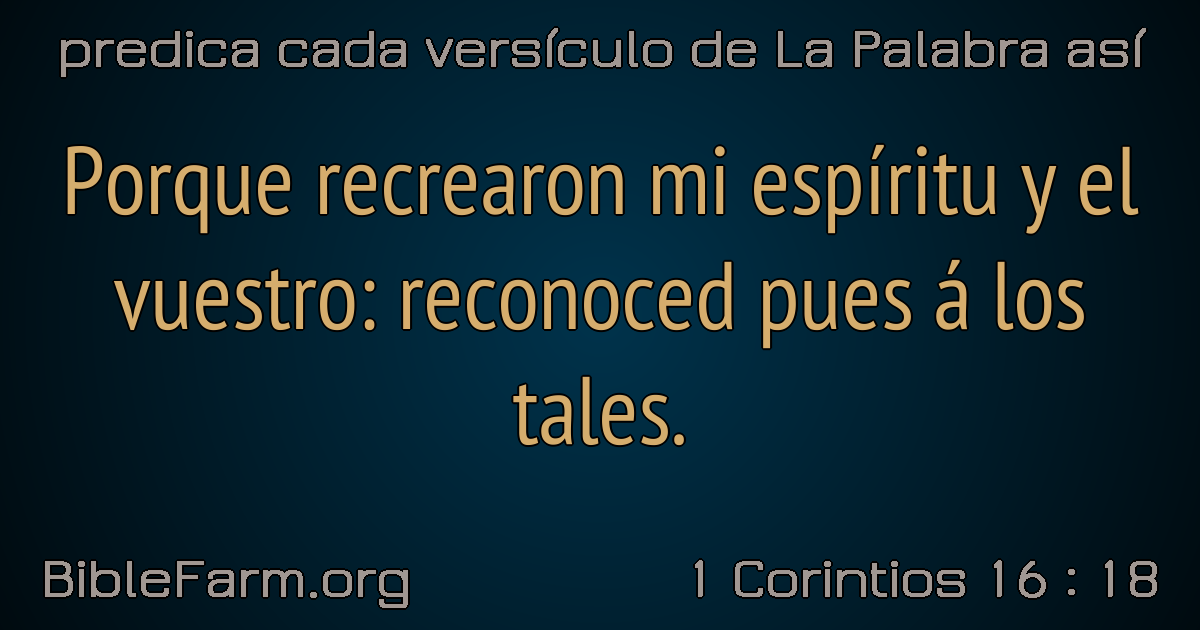 predica cada versículo de La Palabra así
Porque recrearon mi espíritu y el
vuestro: reconoced pues á los
tales.
BibleFarm.org
1 Corintios 16 : 18